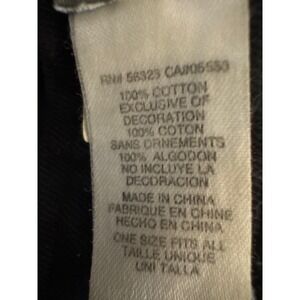 RN# 56323 CA#05553
100% COTTON
EXCLUSIVE OF
DECORATION
100% COTON
SANS ORNEMENTS
100% ALGODON
NO INCLUYE LA
DECORACION
MADE IN CHINA
FABRIQUE EN CHINE
HECHO EN CHINA
ONE SIZE FITS ALL
TAILLE UNIQUE
UNI TALLA